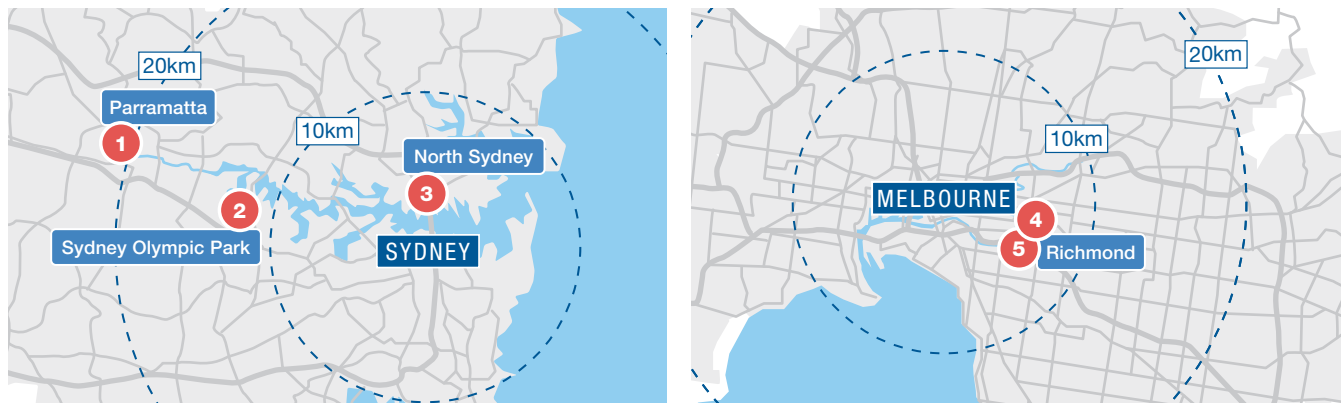 20km
Parramatta
1
10km
North Sydney
3
2
Sydney Olympic Park
SYDNEY
20km
10km
MELBOURNE
4
5
Richmond